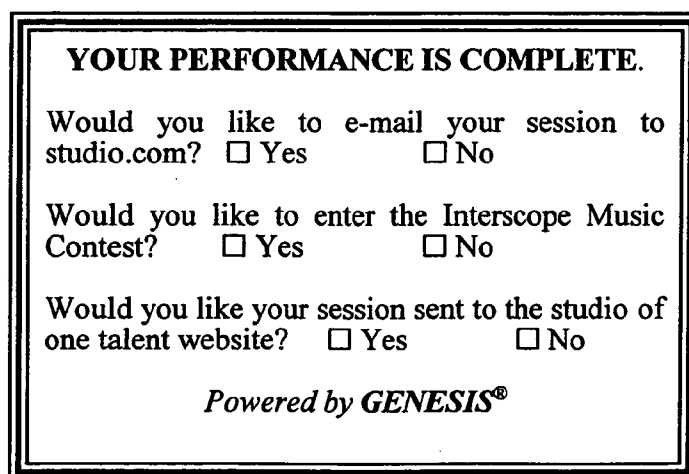 YOUR PERFORMANCE IS COMPLETE.
Would you like to e-mail your session to
studio.com? ☐ Yes ☐ No
Would you like to enter the Interscope Music
Contest? ☐ Yes ☐ No
Would you like your session sent to the studio of
one talent website? ☐ Yes ☐ No
Powered by GENESIS®